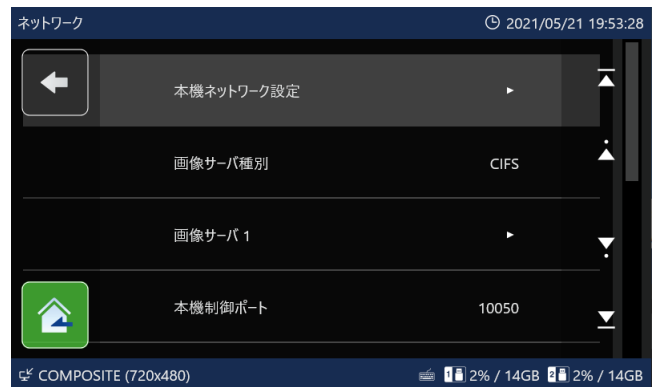 ネットワーク
2021/05/21 19:53:28
本機ネットワーク設定
画像サーバ種別 CIFS
画像サーバ 1
本機制御ポート 10050
COMPOSITE (720x480) 1 2% / 14GB 2 2% / 14GB